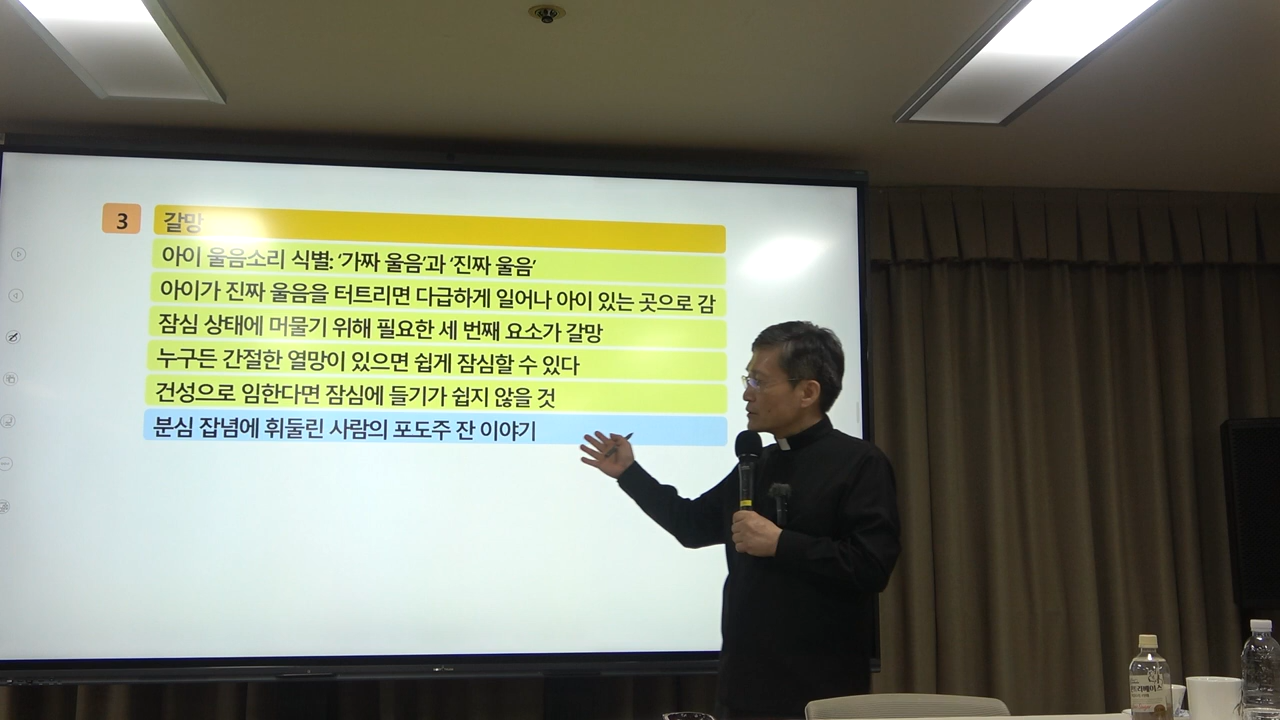 3 갈망
아이 울음소리 식별: ‘가짜 울음’과 ‘진짜 울음’
아이가 진짜 울음을 터트리면 다급하게 일어나 아이 있는 곳으로 감
잠심 상태에 머물기 위해 필요한 세 번째 요소가 갈망
누구든 간절한 열망이 있으면 쉽게 잠심할 수 있다
건성으로 임한다면 잠심에 들기가 쉽지 않을 것
분심 잡념에 휘둘린 사람의 포도주 잔 이야기